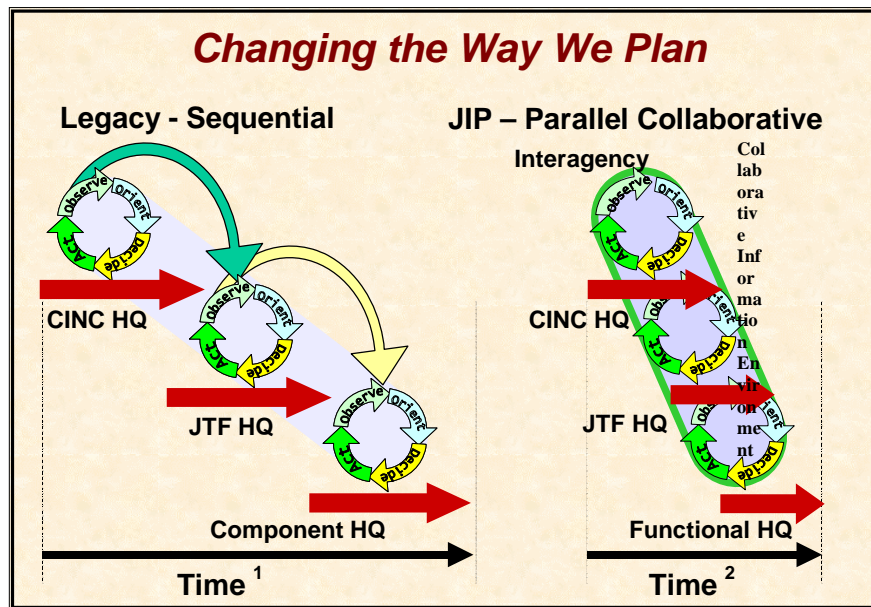 Changing the Way We Plan
Legacy - Sequential
Observe
Orient
Decide
Act
CINC HQ
Observe
Orient
Decide
Act
JTF HQ
Observe
Orient
Decide
Act
Component HQ
Time 1
JIP – Parallel Collaborative
Interagency
Col
lab
ora
tiv
e
Inf
or
ma
tio
n
En
vir
on
me
nt
Observe
Orient
Decide
Act
CINC HQ
Orient
Decide
Act
JTF HQ
Decide
Act
Functional HQ
Time 2